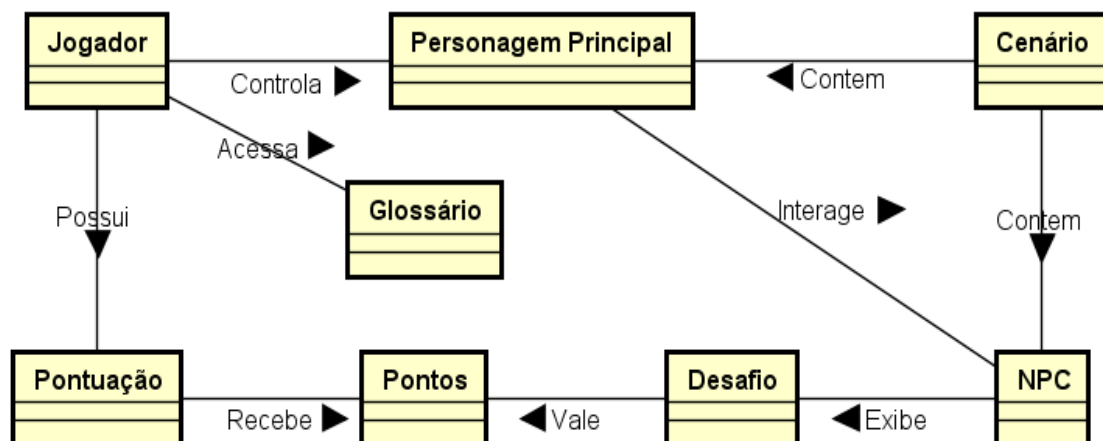 Jogador
Personagem Principal
Cenário
Controla
Contem
Acessa
Glossário
Possui
Interage
Contem
Pontuação
Pontos
Desafio
NPC
Recebe
Vale
Exibe